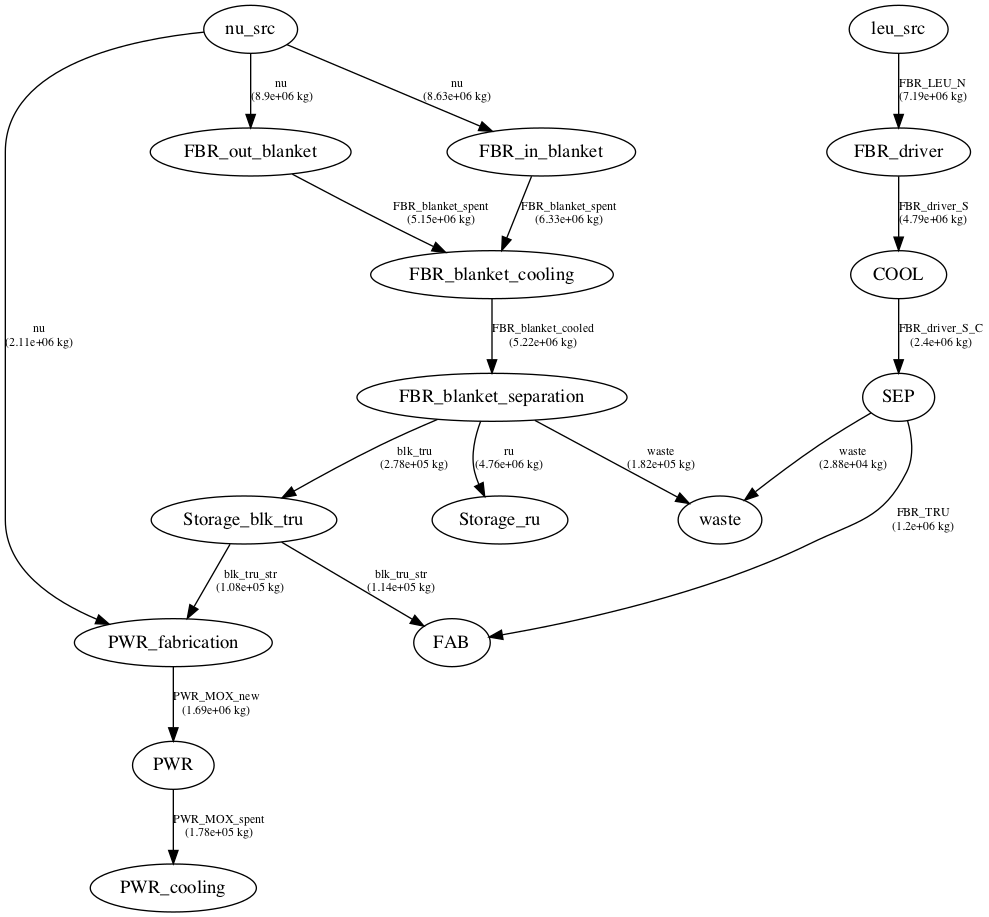 nu_src
leu_src
nu
(8.9e+06 kg)
nu
(8.63e+06 kg)
FBR_LEU_N
(7.19e+06 kg)
FBR_out_blanket
FBR_in_blanket
FBR_driver
FBR_blanket_spent
(5.15e+06 kg)
FBR_blanket_spent
(6.33e+06 kg)
FBR_driver_S
(4.79e+06 kg)
FBR_blanket_cooling
COOL
nu
(2.11e+06 kg)
FBR_blanket_cooled
(5.22e+06 kg)
FBR_driver_S_C
(2.4e+06 kg)
FBR_blanket_separation
SEP
blk_tru
(2.78e+05 kg)
ru
(4.76e+06 kg)
waste
(1.82e+05 kg)
waste
(2.88e+04 kg)
Storage_blk_tru
Storage_ru
waste
FBR_TRU
(1.2e+06 kg)
blk_tru_str
(1.08e+05 kg)
blk_tru_str
(1.14e+05 kg)
PWR_fabrication
FAB
PWR_MOX_new
(1.69e+06 kg)
PWR
PWR_MOX_spent
(1.78e+05 kg)
PWR_cooling